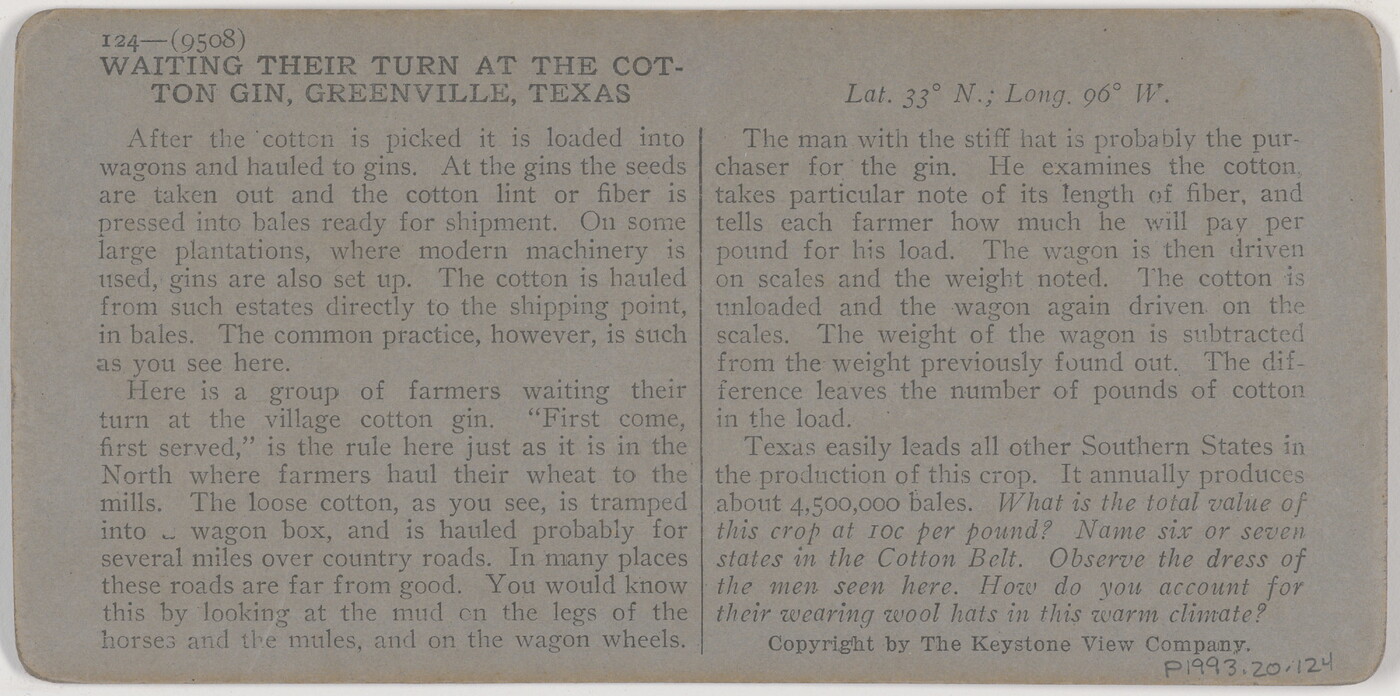 124—(9508)
WAITING THEIR TURN AT THE COT-
TON GIN, GREENVILLE, TEXAS
After the cotton is picked it is loaded into
wagons and hauled to gins. At the gins the seeds
are taken out and the cotton lint or fiber is
pressed into bales ready for shipment. On some
large plantations, where modern machinery is
used, gins are also set up. The cotton is hauled
from such estates directly to the shipping point,
in bales. The common practice, however, is such
as you see here.
Here is a group of farmers waiting their
turn at the village cotton gin. “First come,
first served,” is the rule here just as it is in the
North where farmers haul their wheat to the
mills. The loose cotton, as you see, is tramped
into wagon box, and is hauled probably for
several miles over country roads. In many places
these roads are far from good. You would know
this by looking at the mud on the legs of the
horses and the mules, and on the wagon wheels.
Lat. 33° N.; Long. 96° W.
The man with the stiff hat is probably the pur-
chaser for the gin. He examines the cotton,
takes particular note of its length of fiber, and
tells each farmer how much he will pay per
pound for his load. The wagon is then driven
on scales and the weight noted. The cotton is
unloaded and the wagon again driven on the
scales. The weight of the wagon is subtracted
from the weight previously found out. The dif-
ference leaves the number of pounds of cotton
in the load.
Texas easily leads all other Southern States in
the production of this crop. It annually produces
about 4,500,000 bales. What is the total value of
this crop at 10c per pound? Name six or seven
states in the Cotton Belt. Observe the dress of
the men seen here. How do you account for
their wearing wool hats in this warm climate?
Copyright by The Keystone View Company.
P1993.20.124